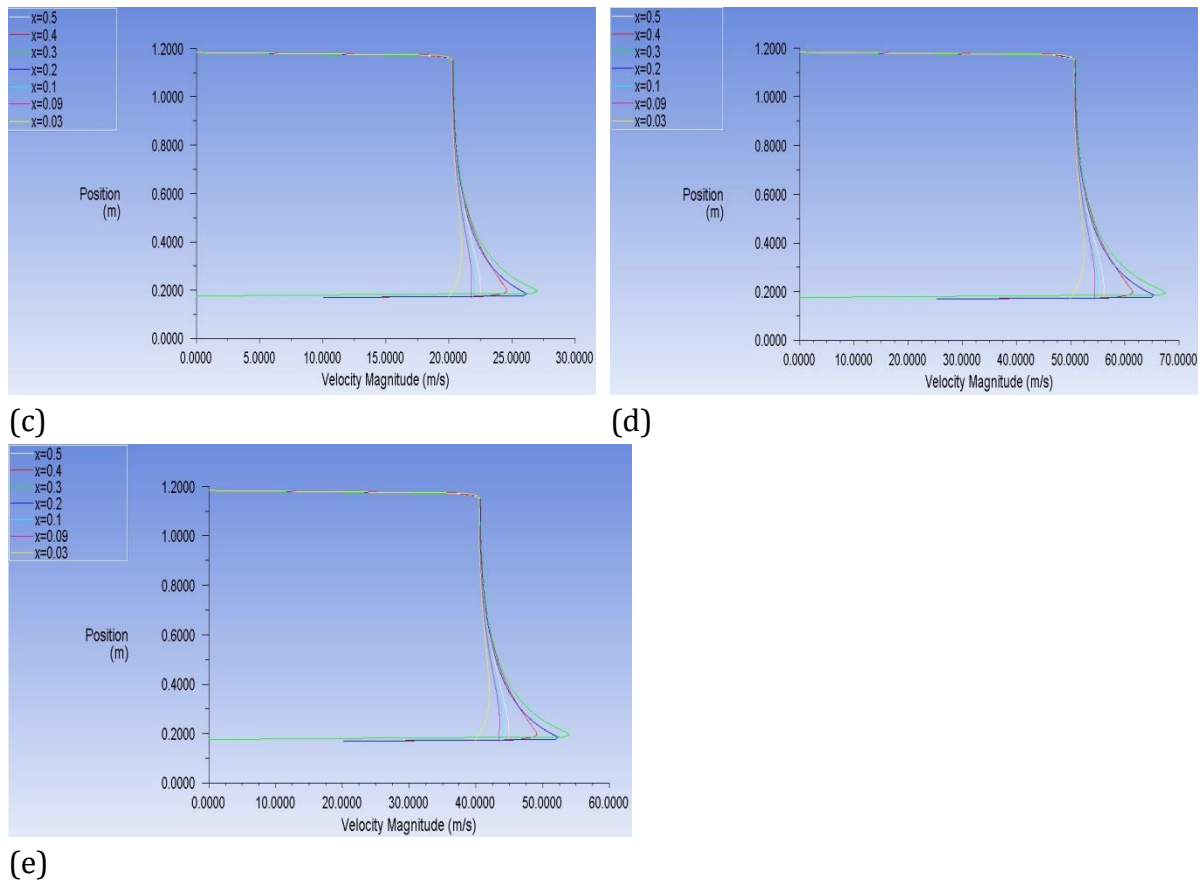 x=0.5
x=0.4
x=0.3
x=0.2
x=0.1
x=0.09
x=0.03
1.2000
1.0000
0.8000
0.6000
0.4000
0.2000
0.0000
Position
(m)
0.0000 5.0000 10.0000 15.0000 20.0000 25.0000 30.0000
Velocity Magnitude (m/s)
(c)
x=0.5
x=0.4
x=0.3
x=0.2
x=0.1
x=0.09
x=0.03
1.2000
1.0000
0.8000
0.6000
0.4000
0.2000
0.0000
Position
(m)
0.0000 10.0000 20.0000 30.0000 40.0000 50.0000 60.0000 70.0000
Velocity Magnitude (m/s)
(d)
x=0.5
x=0.4
x=0.3
x=0.2
x=0.1
x=0.09
x=0.03
1.2000
1.0000
0.8000
0.6000
0.4000
0.2000
0.0000
Position
(m)
0.0000 10.0000 20.0000 30.0000 40.0000 50.0000 60.0000
Velocity Magnitude (m/s)
(e)